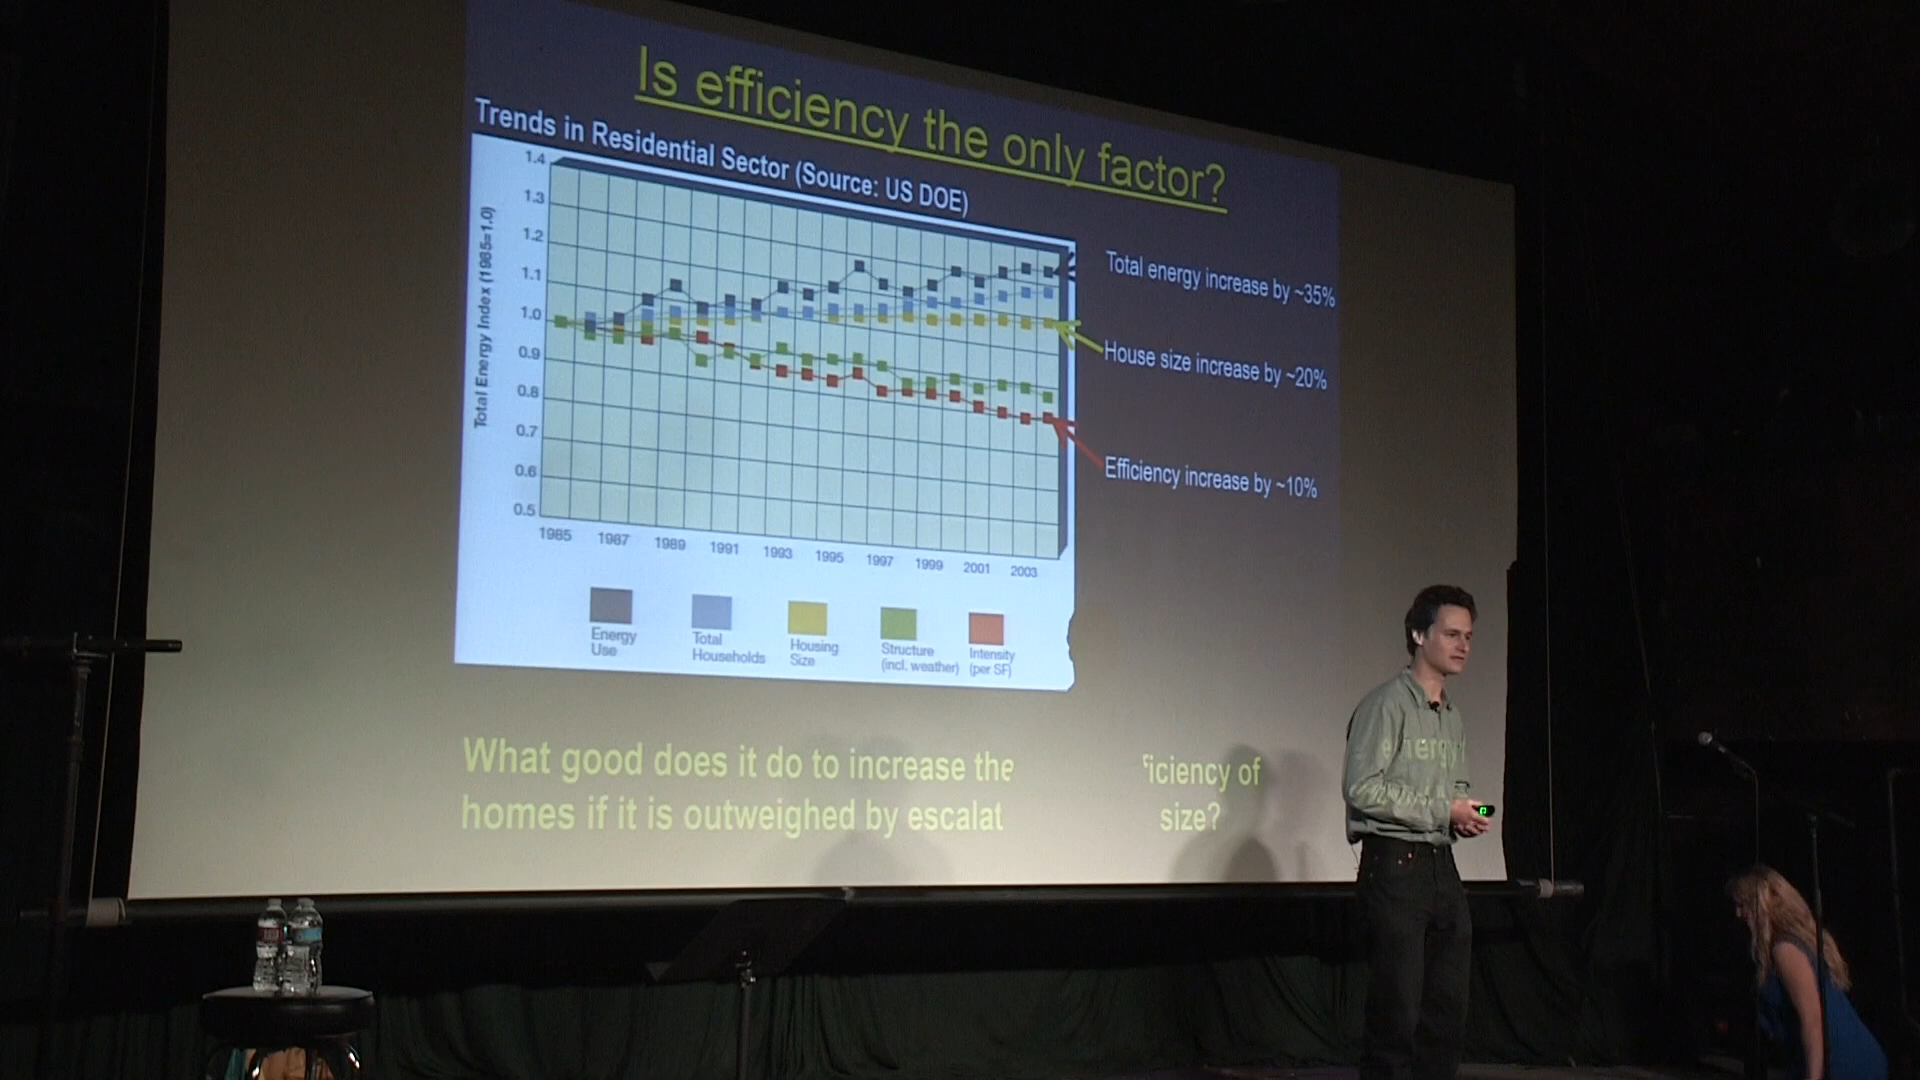 Is efficiency the only factor?
Trends in Residential Sector (Source: US DOE)
Total Energy Index (1985=1.0)
1.4
1.3
1.2
1.1
1.0
0.9
0.8
0.7
0.6
0.5
1985 1987 1989 1991 1993 1995 1997 1999 2001 2003
Total energy increase by ~35%
House size increase by ~20%
Efficiency increase by ~10%
Energy
Use
Total
Households
Housing
Size
Structure
(incl. weather)
Intensity
(per SF)
What good does it do to increase the energy iciency of
homes if it is outweighed by escalat size?